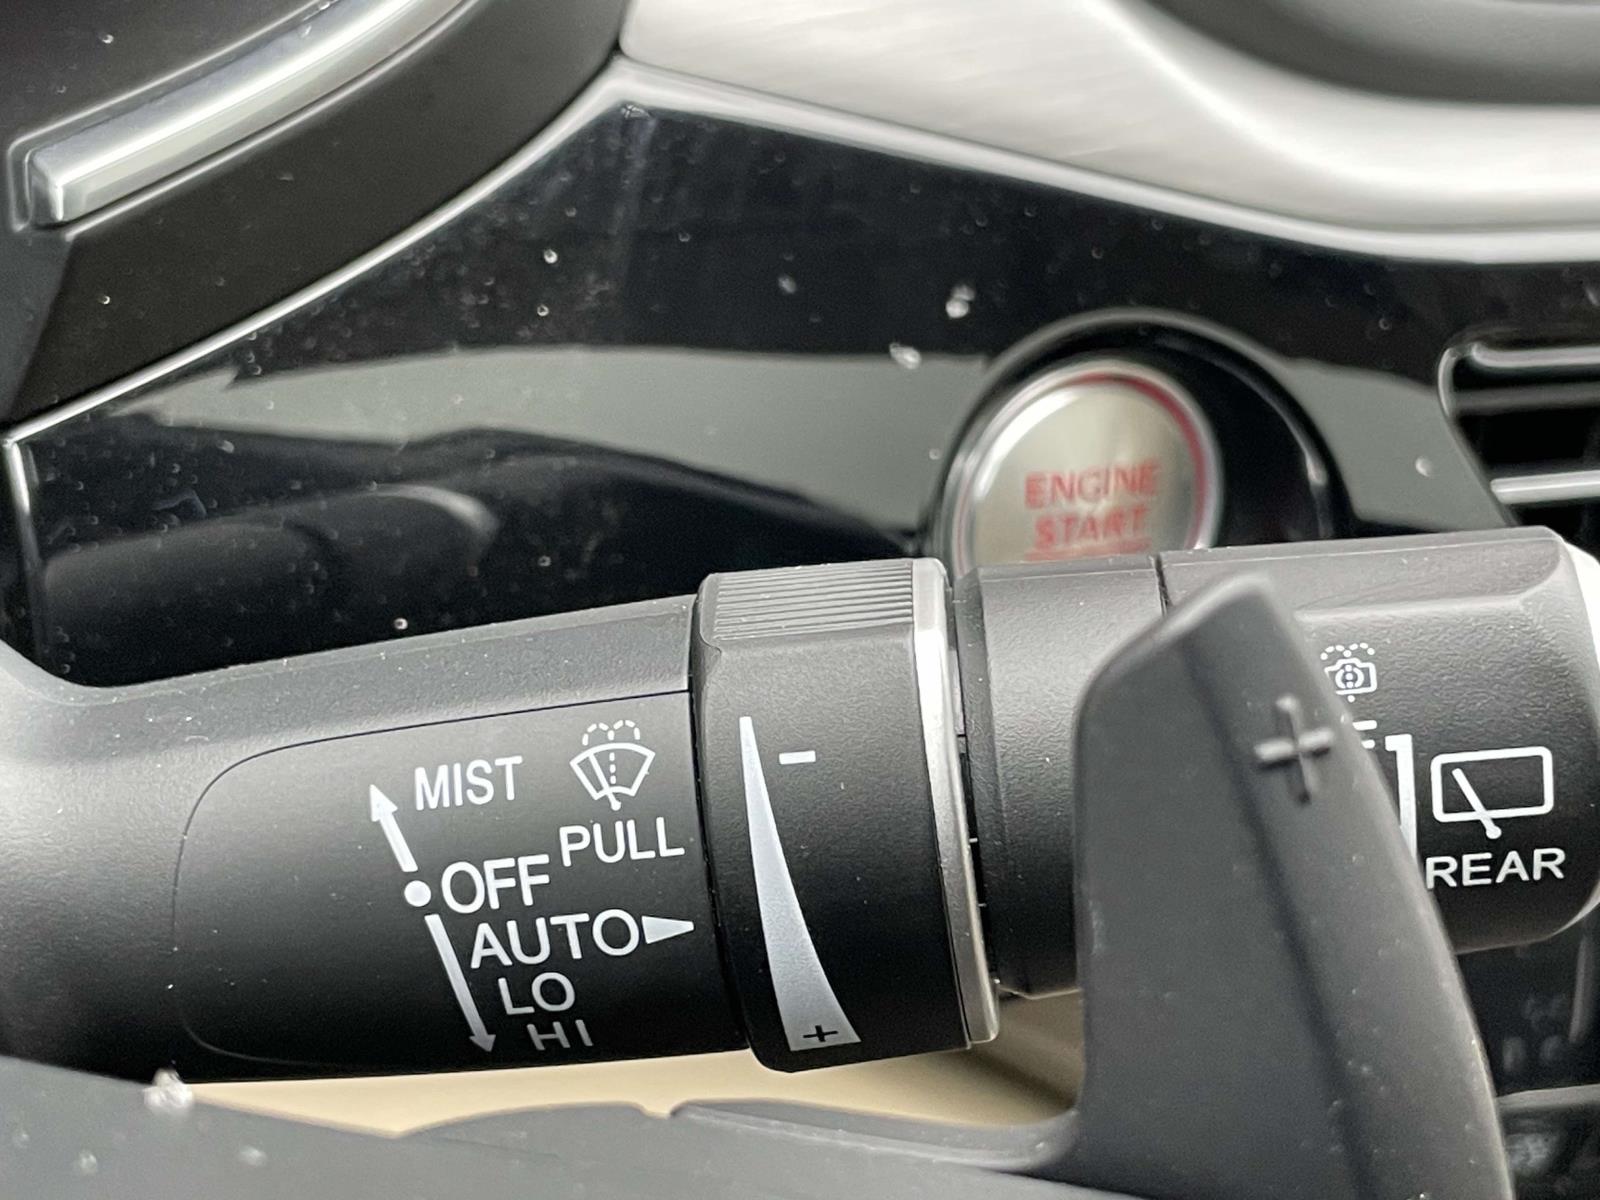 ENGINE
START
MIST
PULL
OFF
AUTO
LO
HI
−
+
+
REAR